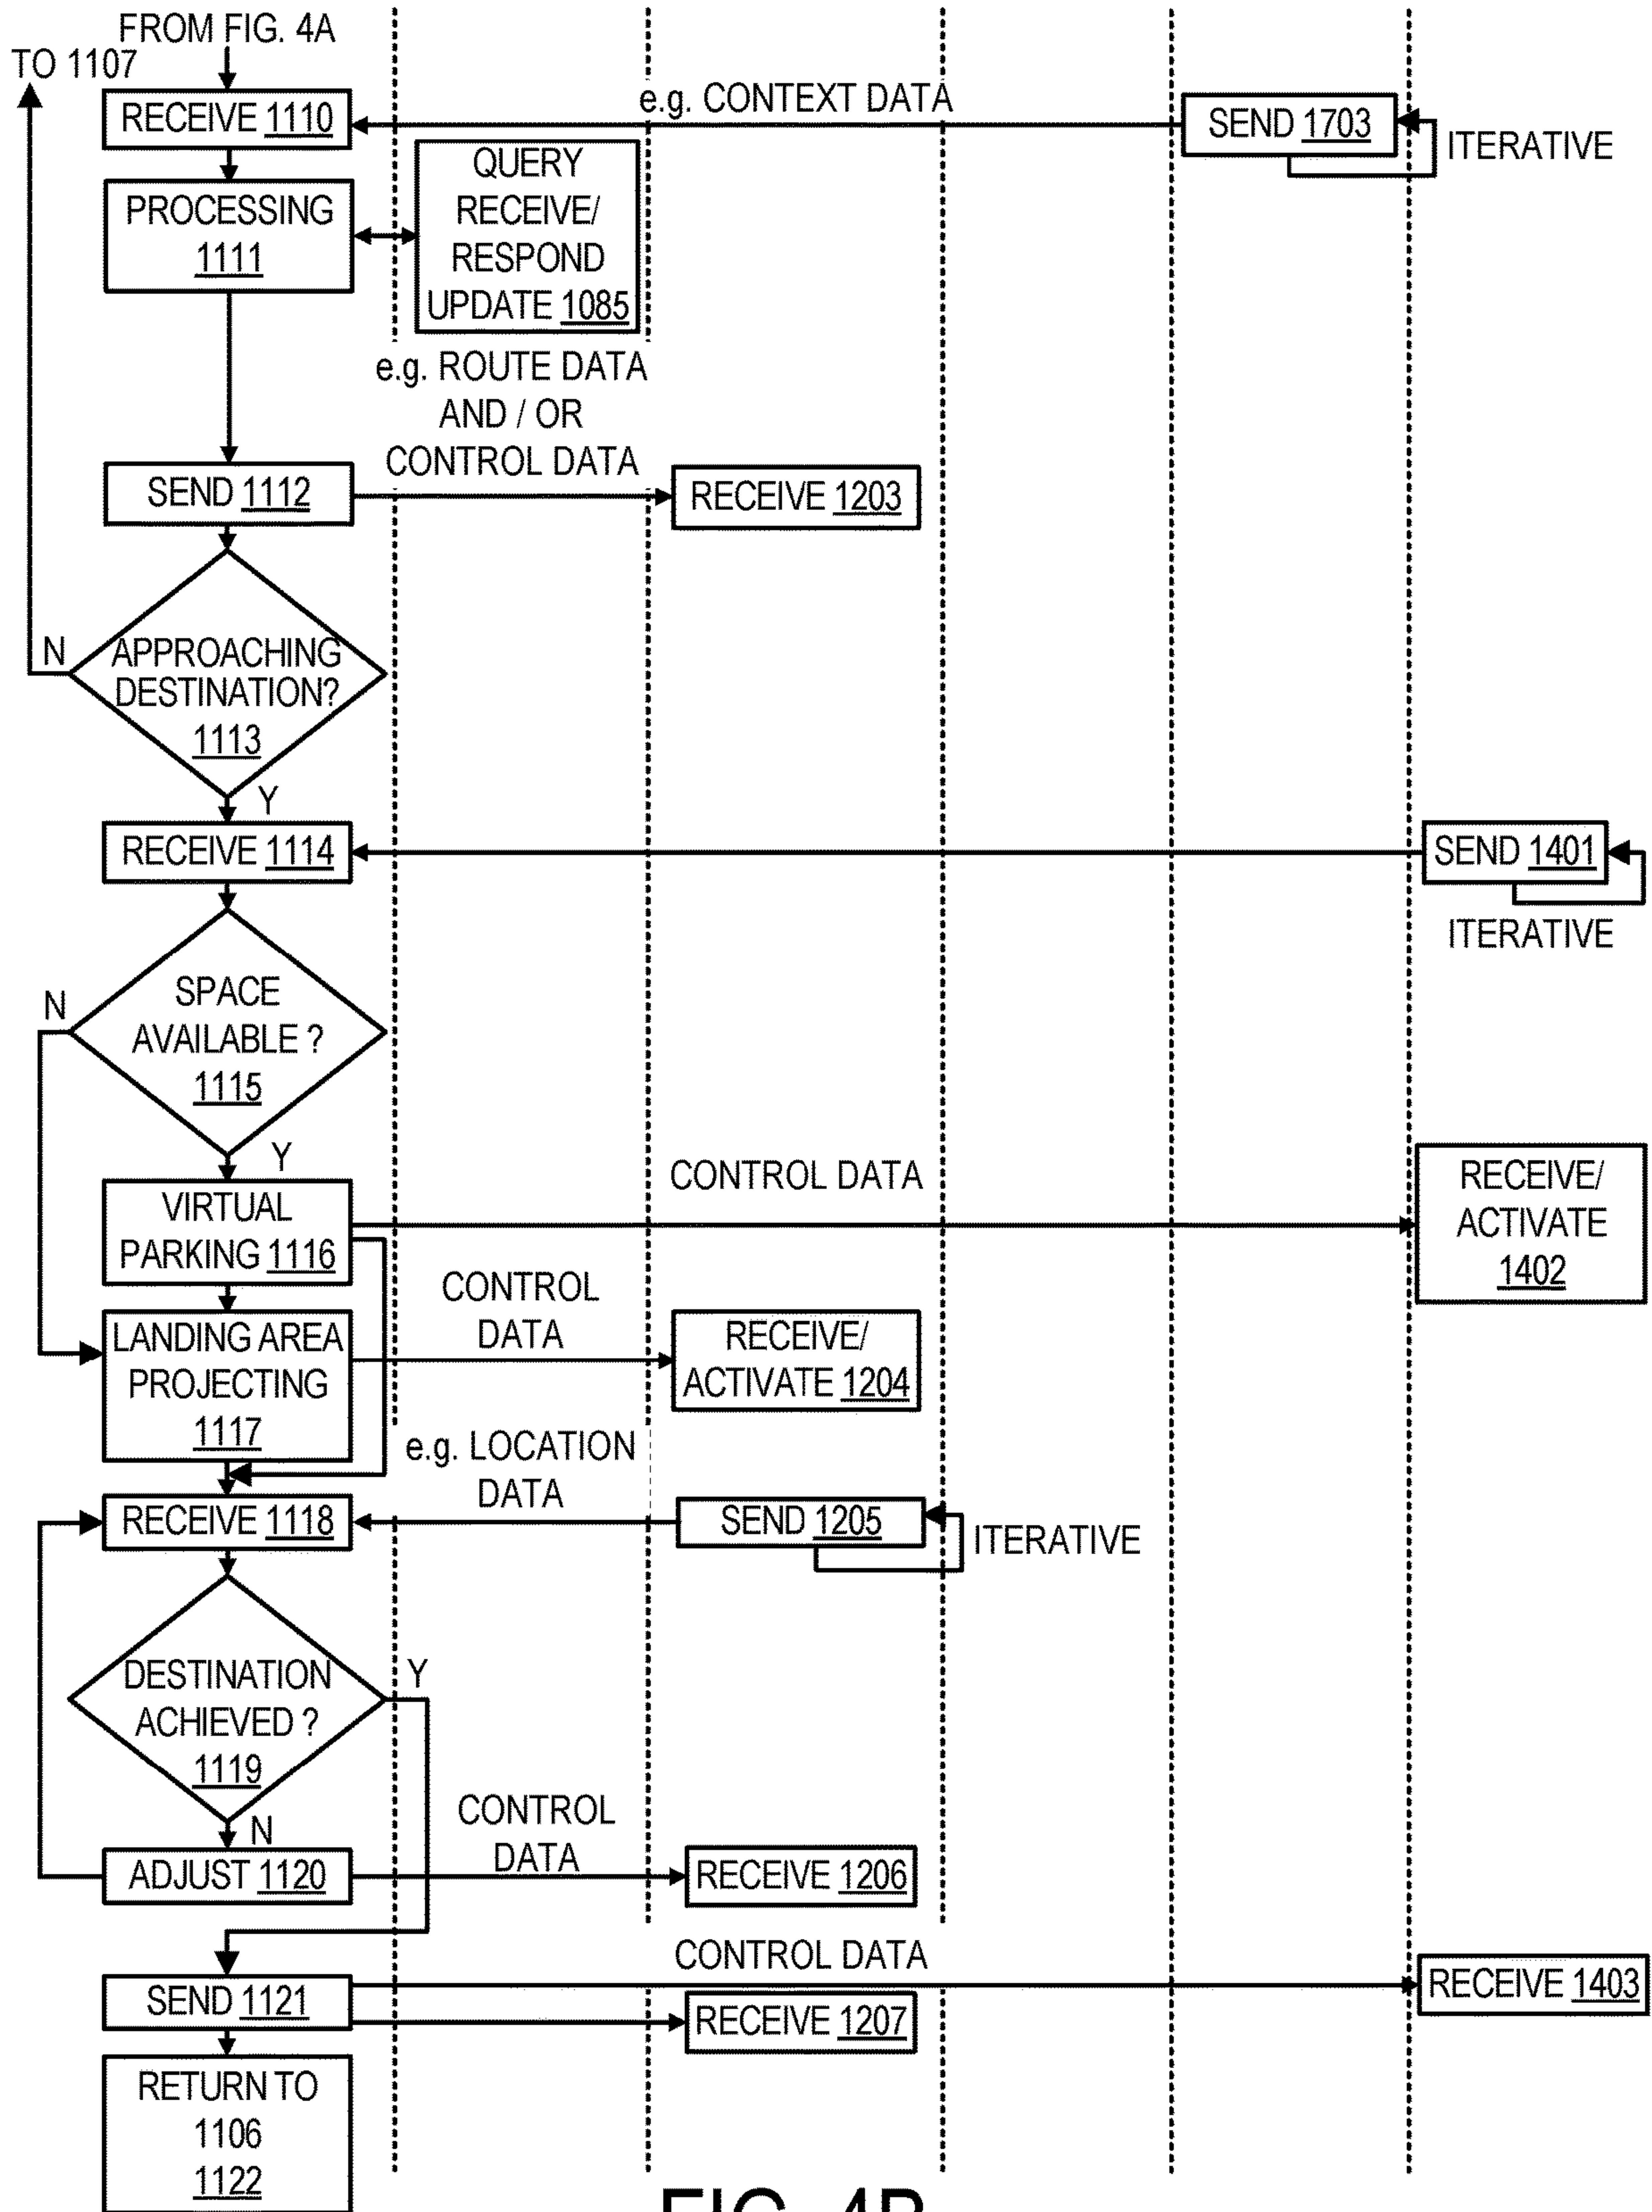 FROM FIG. 4A
TO 1107
RECEIVE 1110
e.g. CONTEXT DATA
SEND 1703
ITERATIVE
PROCESSING
1111
QUERY
RECEIVE/
RESPOND
UPDATE 1085
e.g. ROUTE DATA
AND / OR
CONTROL DATA
SEND 1112
RECEIVE 1203
N
APPROACHING
DESTINATION?
1113
Y
RECEIVE 1114
SEND 1401
ITERATIVE
N
SPACE
AVAILABLE ?
1115
Y
VIRTUAL
PARKING 1116
CONTROL DATA
RECEIVE/
ACTIVATE
1402
LANDING AREA
PROJECTING
1117
CONTROL
DATA
RECEIVE/
ACTIVATE 1204
e.g. LOCATION
DATA
RECEIVE 1118
SEND 1205
ITERATIVE
DESTINATION
ACHIEVED ?
1119
Y
N
ADJUST 1120
CONTROL
DATA
RECEIVE 1206
SEND 1121
CONTROL DATA
RECEIVE 1403
RECEIVE 1207
RETURN TO
1106
1122
FIG. 4B